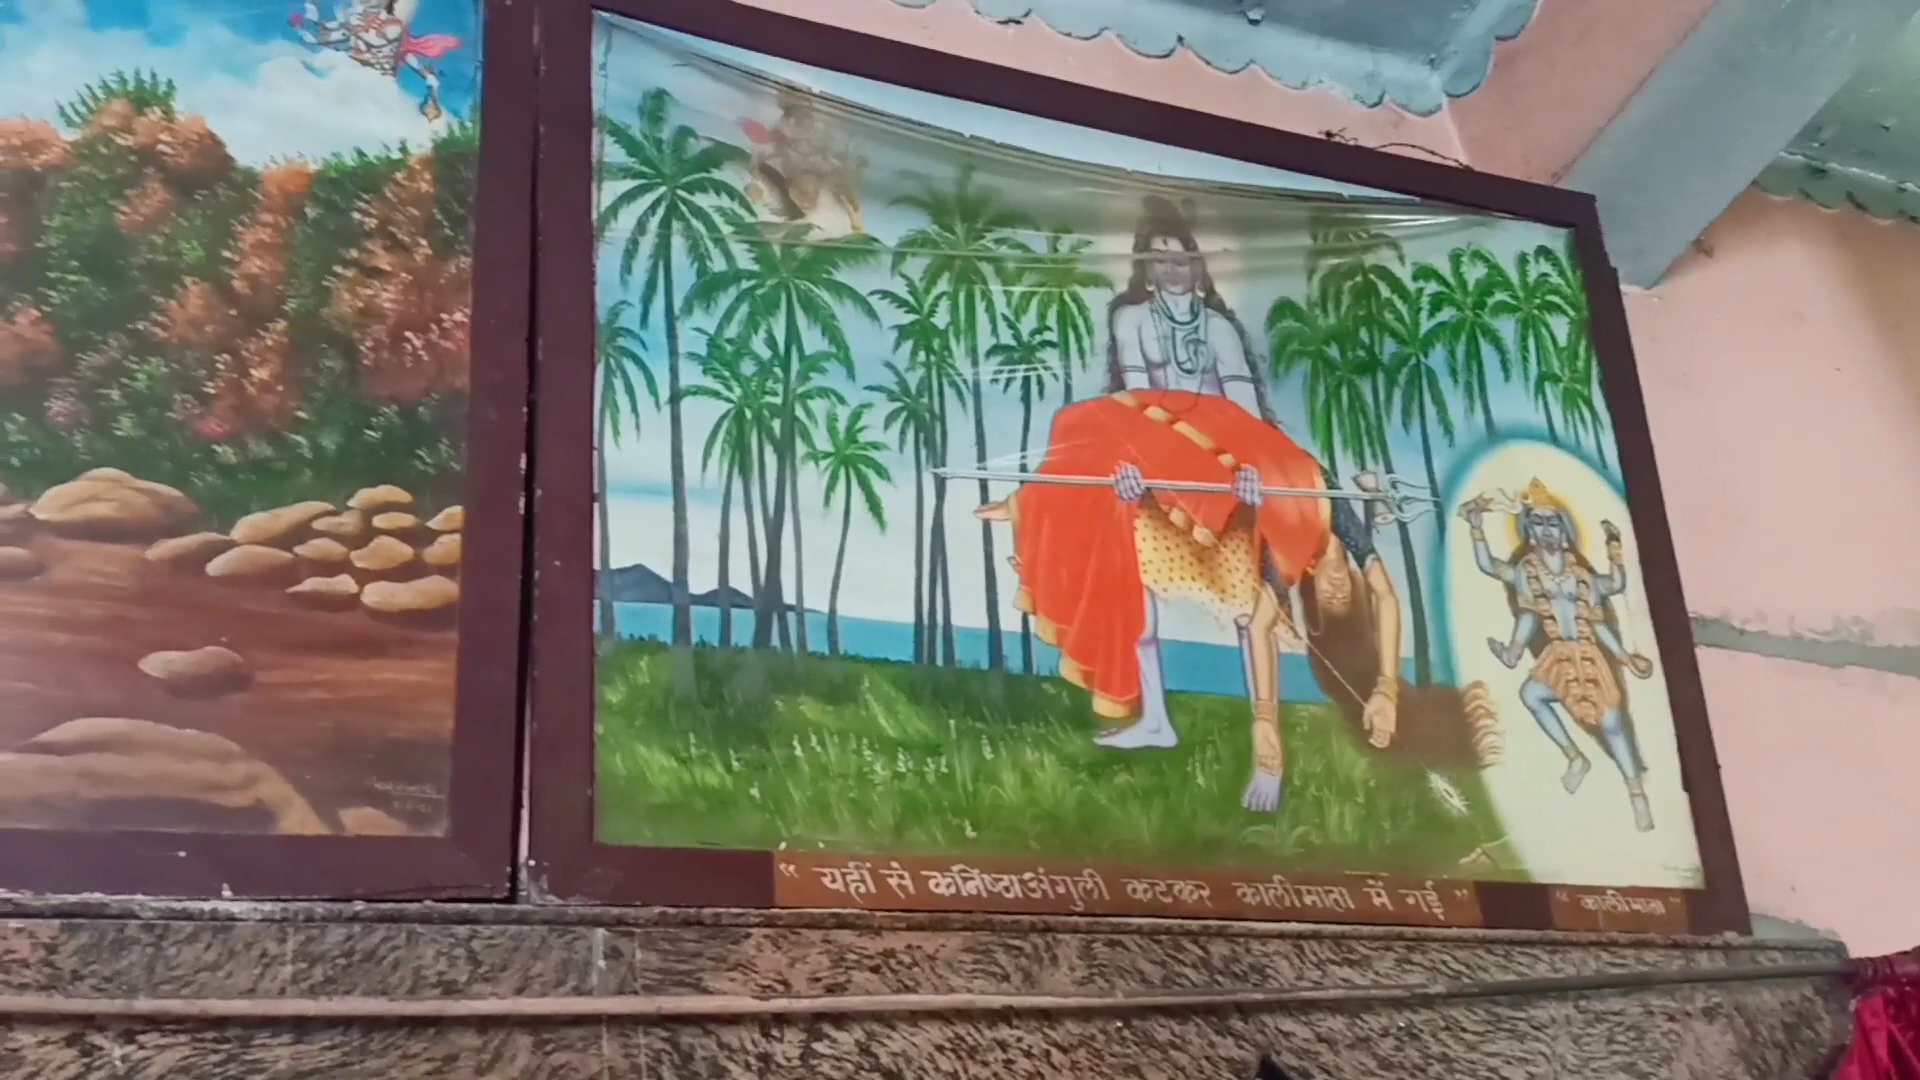 “ यहीं से कनिष्ठाअंगुली कटकर कालीमाता में गई ”
“ कालीमाता ”